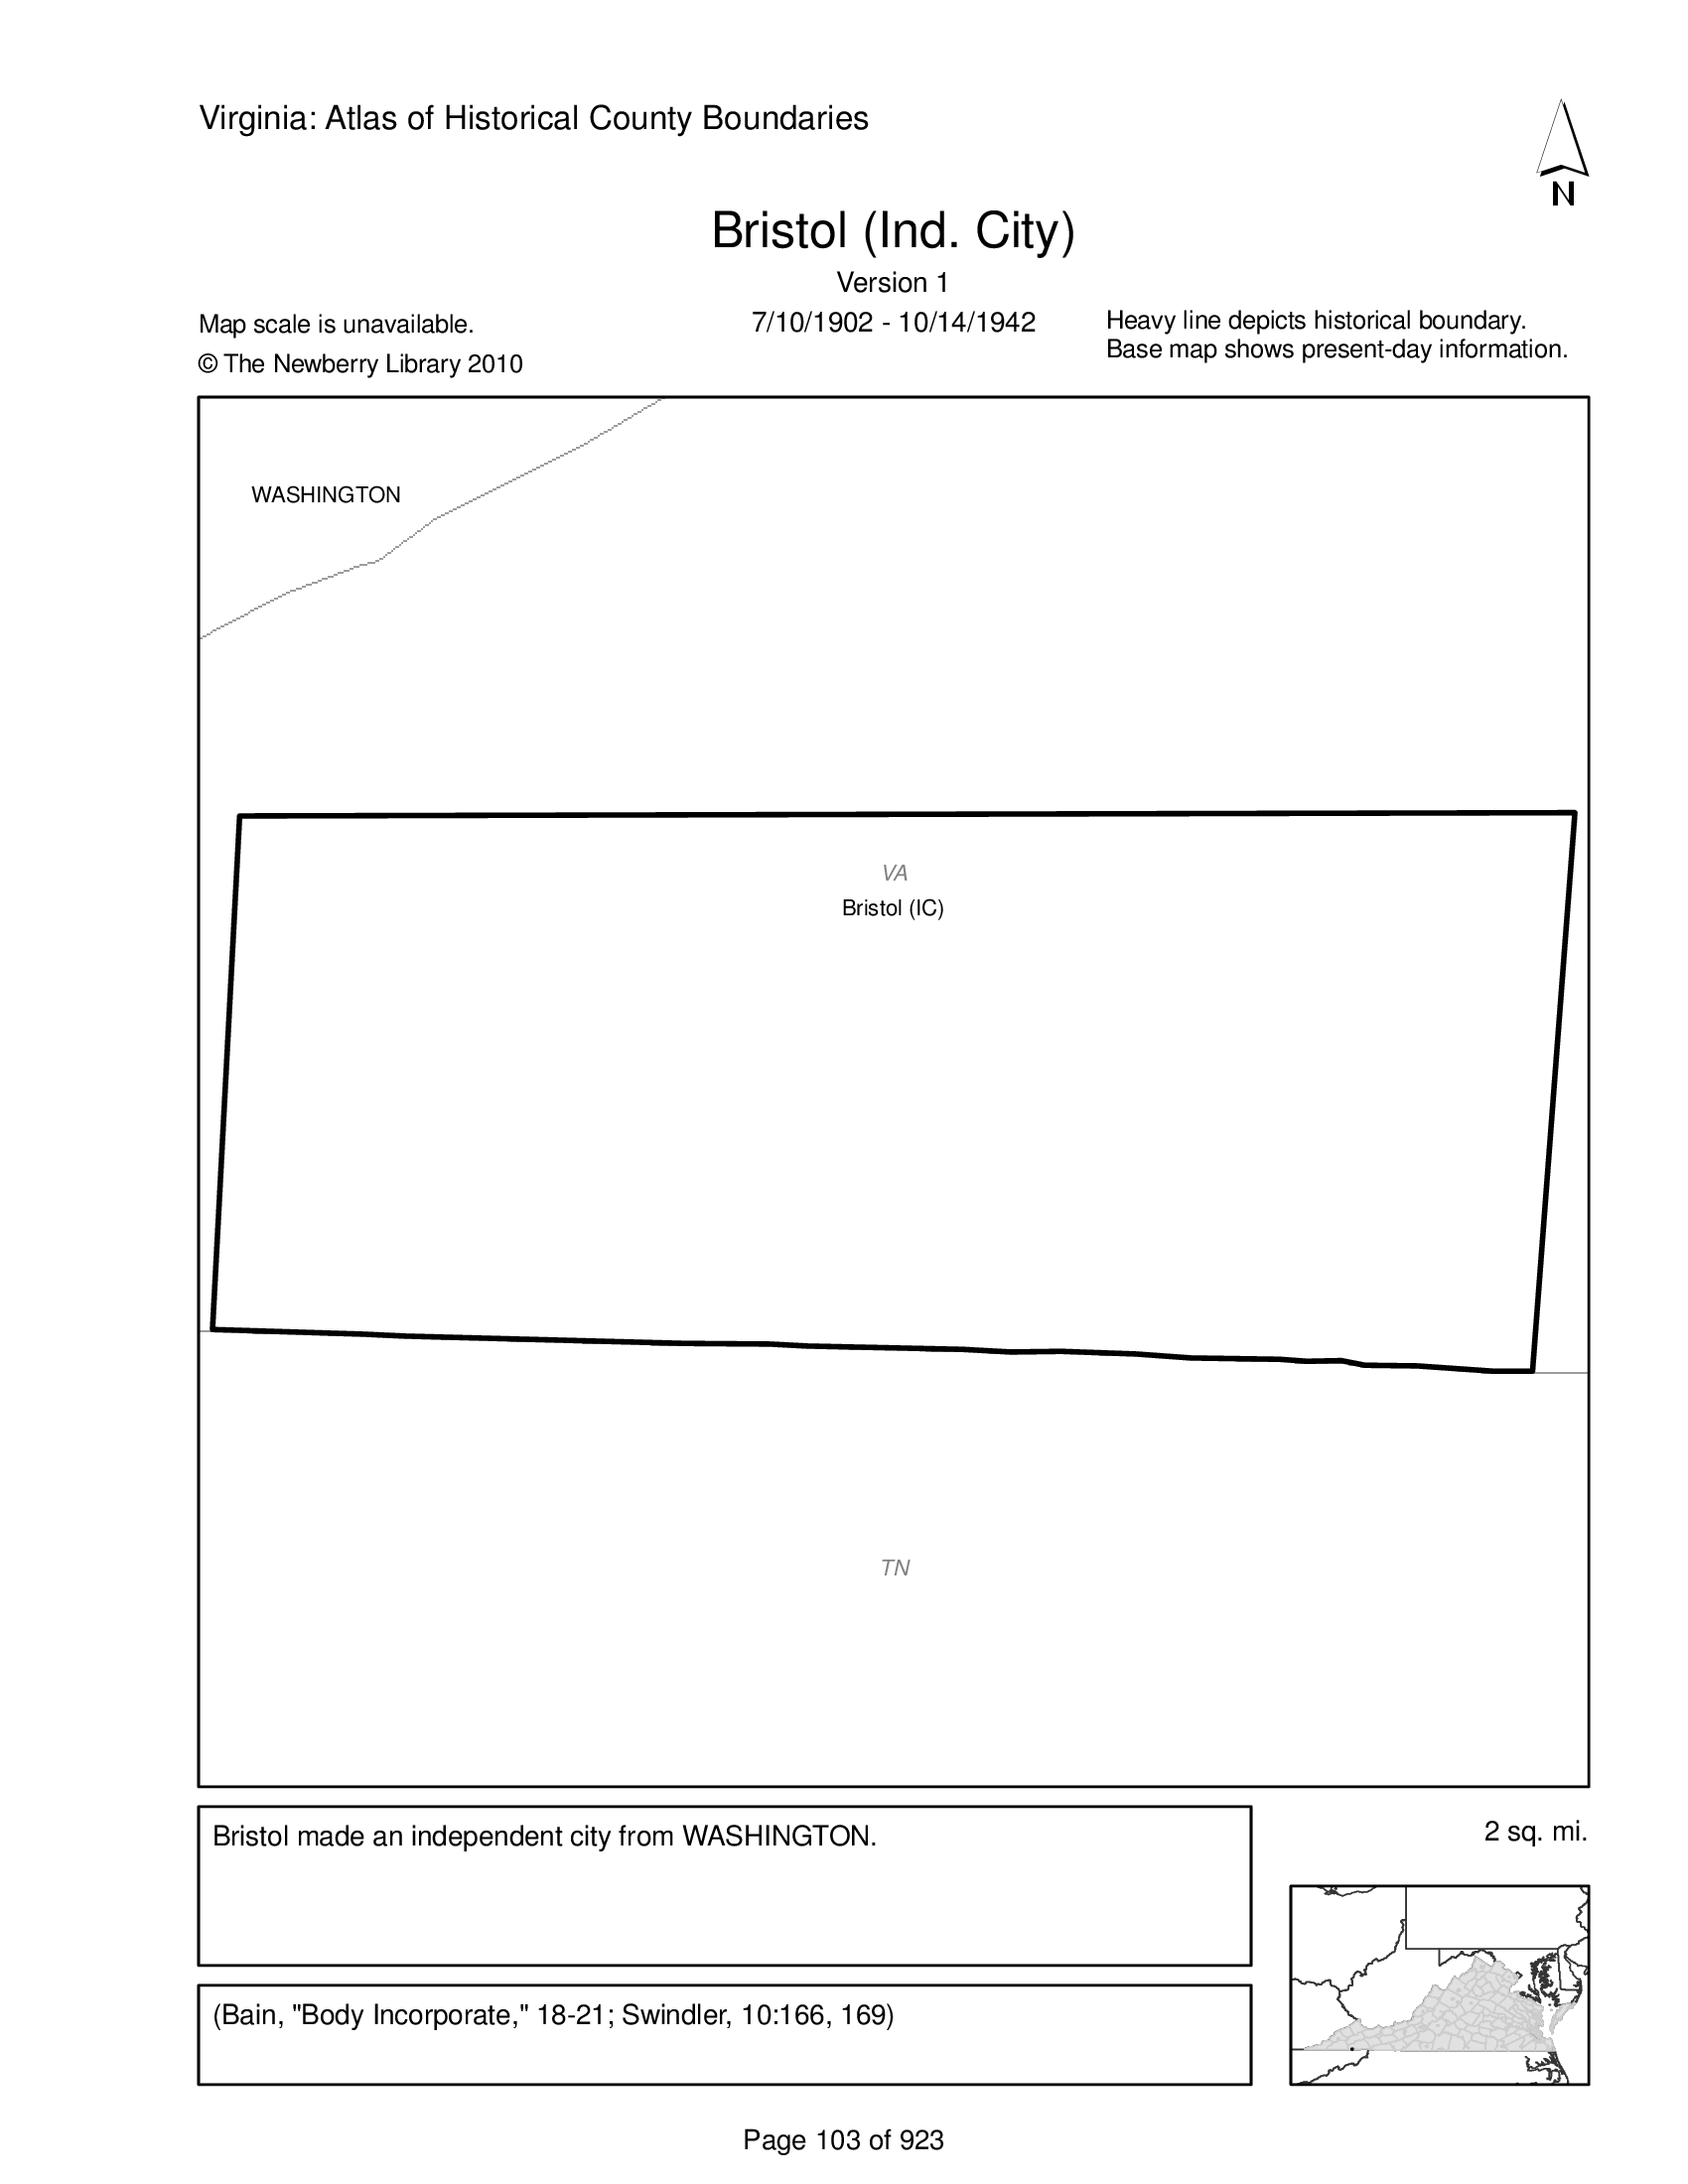 Virginia: Atlas of Historical County Boundaries
N
Bristol (Ind. City)
Version 1
7/10/1902 - 10/14/1942
Map scale is unavailable.
© The Newberry Library 2010
Heavy line depicts historical boundary.
Base map shows present-day information.
WASHINGTON
VA
Bristol (IC)
TN
Bristol made an independent city from WASHINGTON.
2 sq. mi.
(Bain, "Body Incorporate," 18-21; Swindler, 10:166, 169)
Page 103 of 923